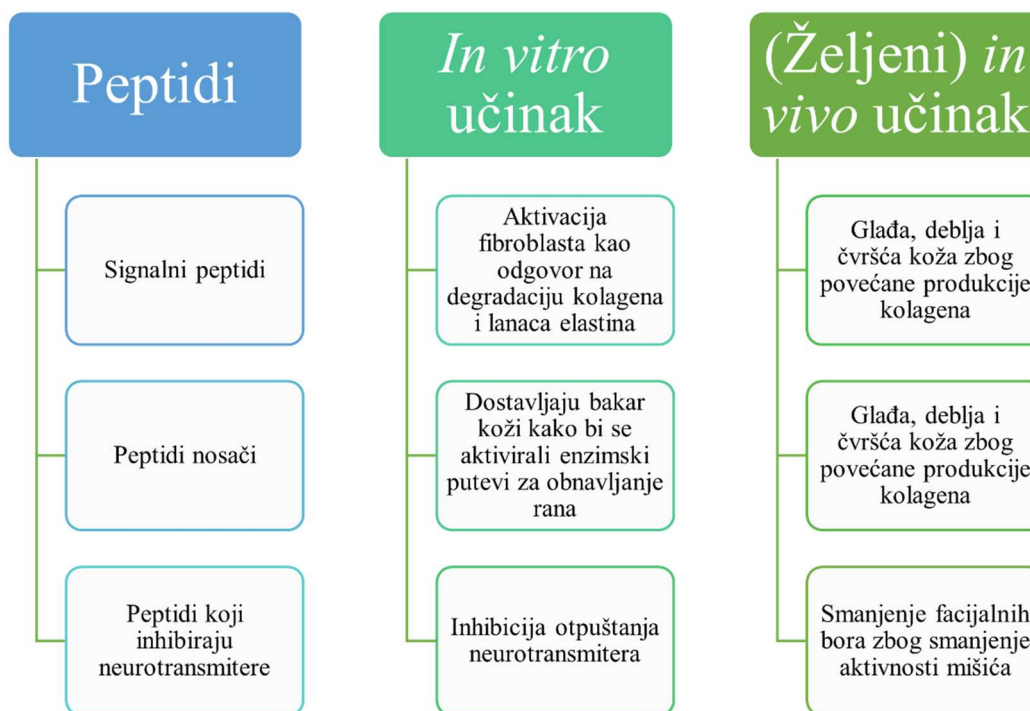 Peptidi
Signalni peptidi
Peptidi nosači
Peptidi koji
inhibiraju
neurotransmitere
In vitro
učinak
Aktivacija
fibroblasta kao
odgovor na
degradaciju kolagena
i lanaca elastina
Dostavljaju bakar
koži kako bi se
aktivirali enzimski
putevi za obnavljanje
rana
Inhibicija otpuštanja
neurotransmitera
(Željeni) in
vivo učinak
Glađa, deblja i
čvršća koža zbog
povećane produkcije
kolagena
Glađa, deblja i
čvršća koža zbog
povećane produkcije
kolagena
Smanjenje facijalnih
bora zbog smanjenje
aktivnosti mišića